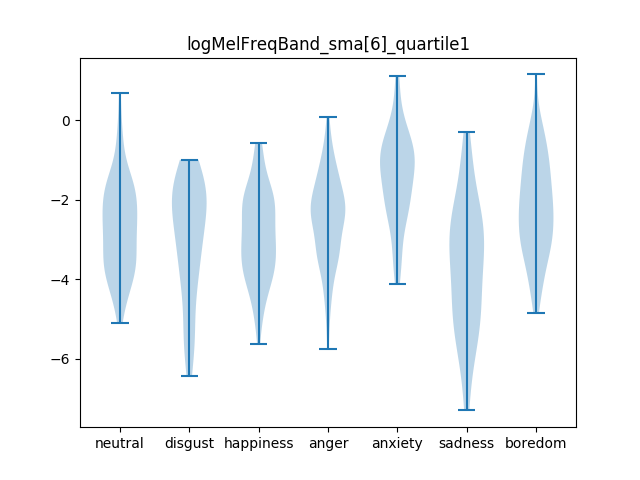 logMelFreqBand_sma[6]_quartile1
0
−2
−4
−6
neutral disgust happiness anger anxiety sadness boredom